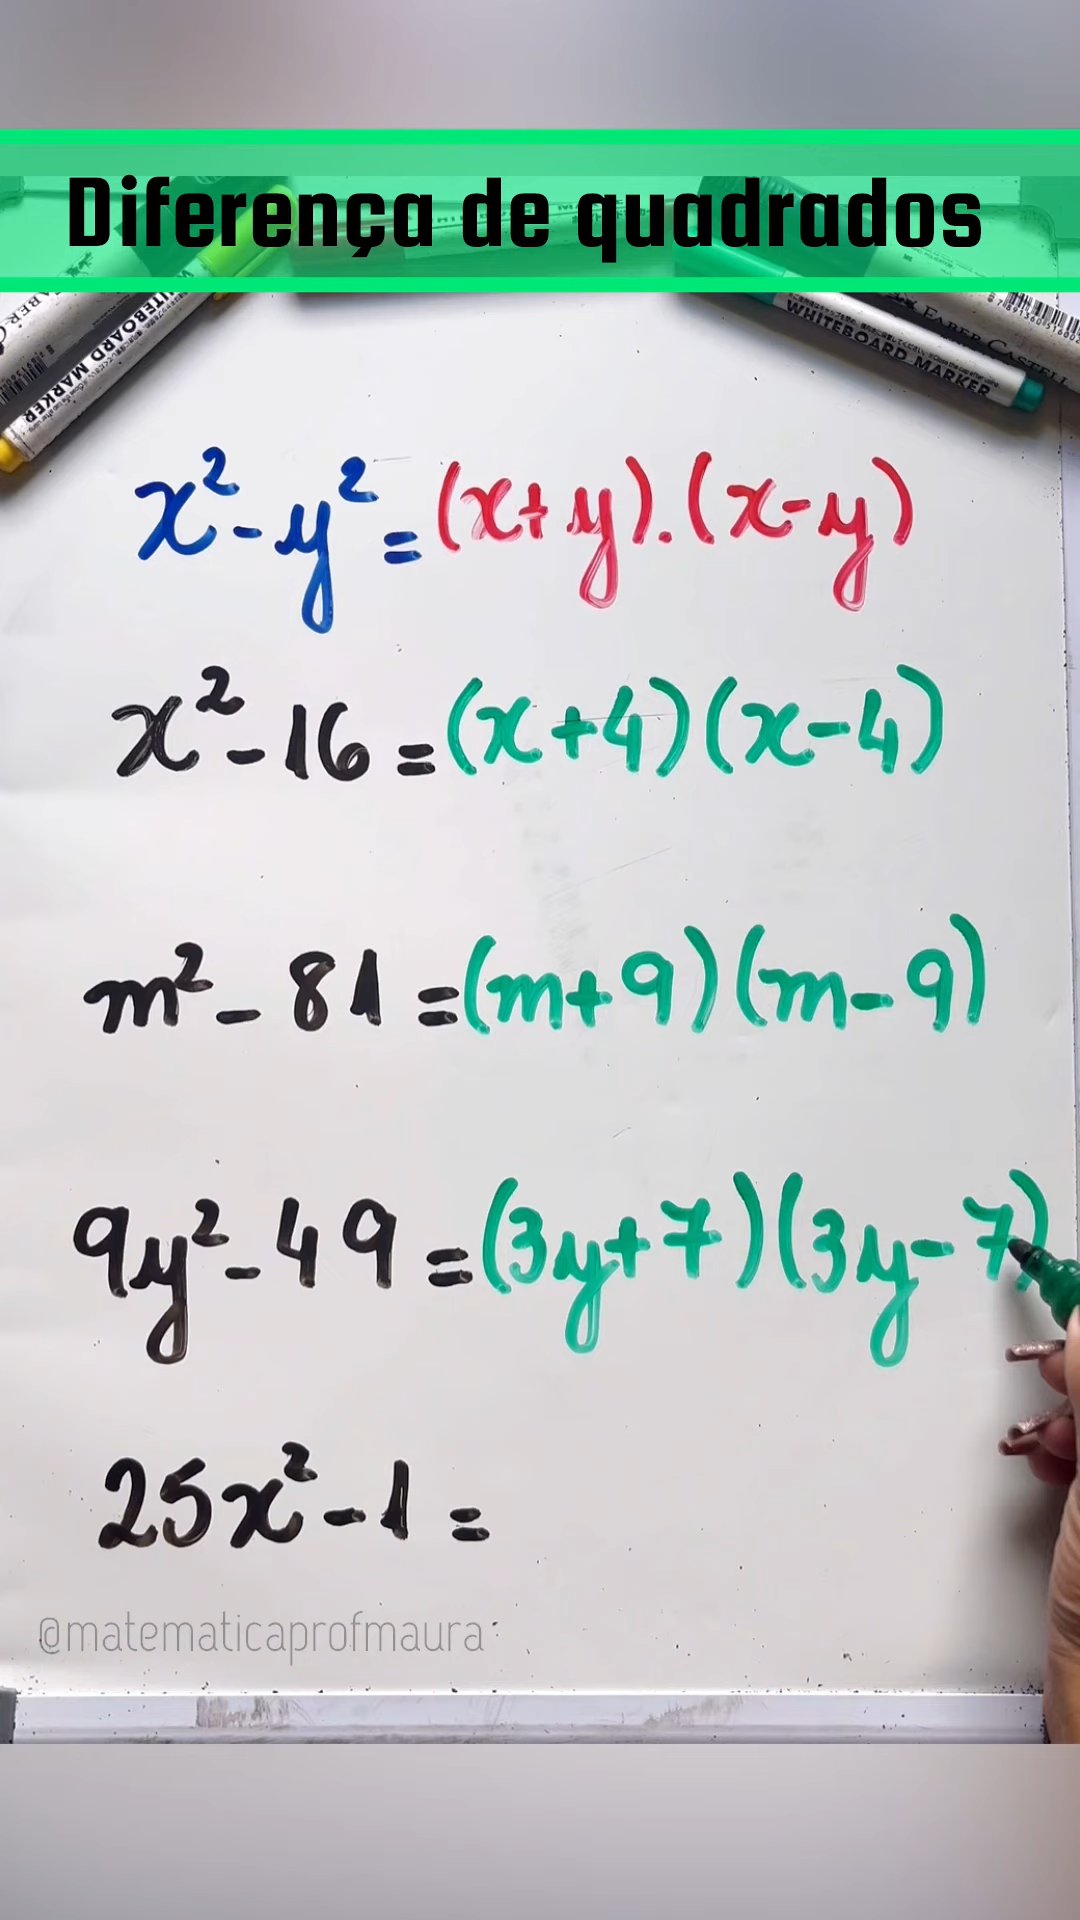 Diferença de quadrados
WHITEBOARD MARKER
WHITEBOARD MARKER
FABER CASTELL
x² - y² = (x+y).(x-y)
x² - 16 = (x+4)(x-4)
m² - 81 = (m+9)(m-9)
9y² - 49 = (3y+7)(3y-7)
25x² - 1 =
@matematicaprofmaura